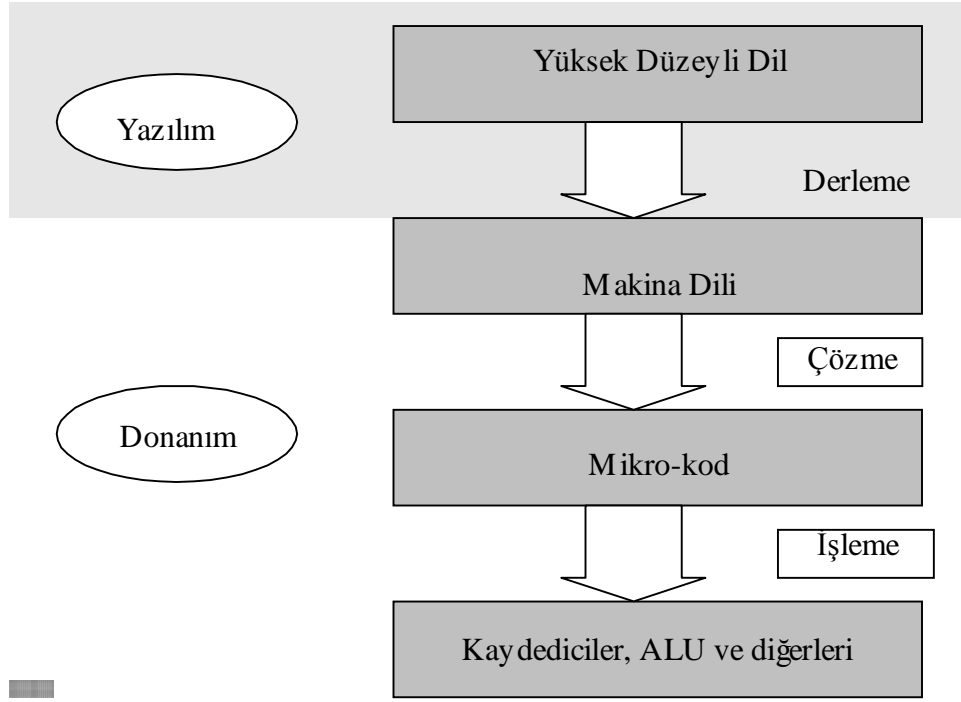 Yüksek Düzeyli Dil
Yazılım
Derleme
Makina Dili
Çözme
Donanım
Mikro-kod
İşleme
Kaydediciler, ALU ve diğerleri